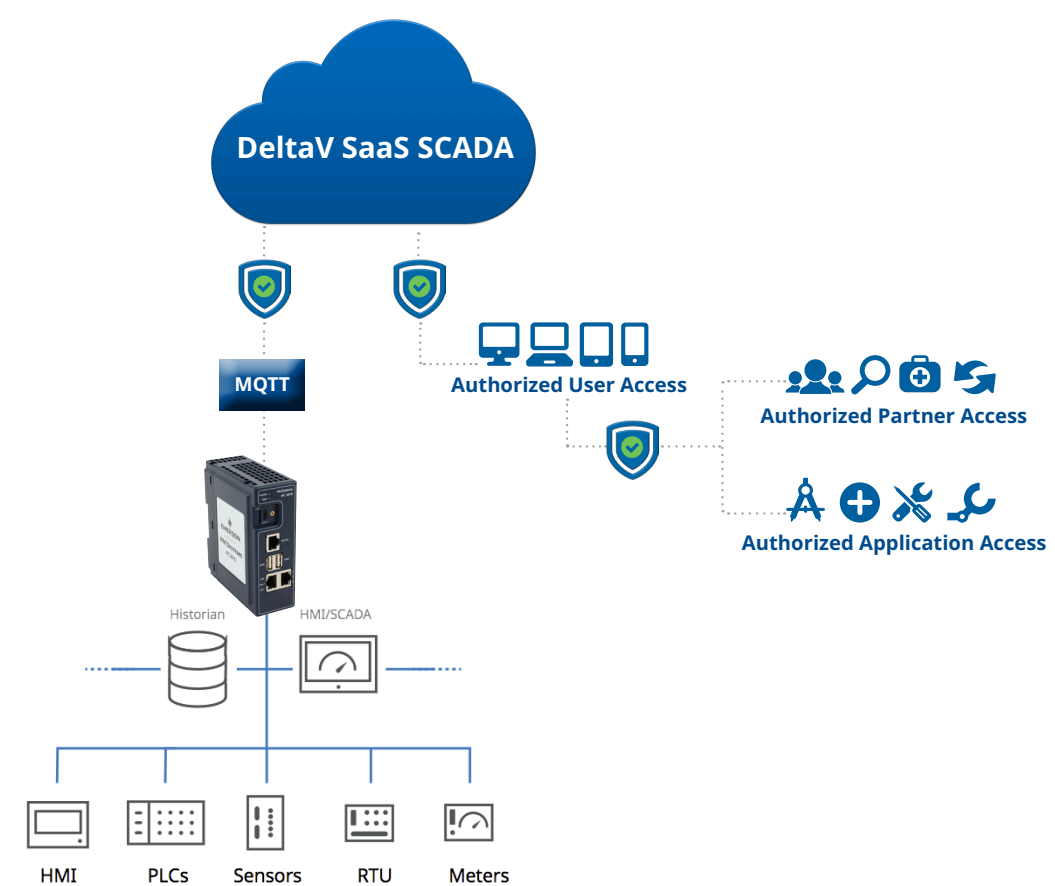 DeltaV SaaS SCADA
MQTT
Authorized User Access
Authorized Partner Access
Authorized Application Access
EMERSON
Historian
HMI/SCADA
HMI
PLCs
Sensors
RTU
Meters